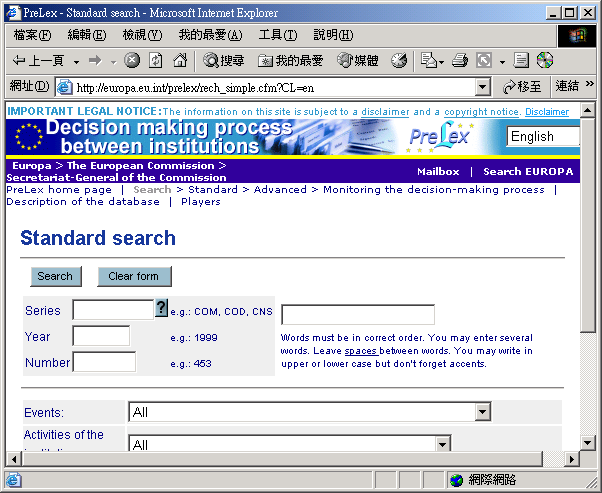 PreLex - Standard search - Microsoft Internet Explorer
檔案(F) 編輯(E) 檢視(V) 我的最愛(A) 工具(T) 說明(H)
上一頁 搜尋 我的最愛 媒體
網址(D) http://europa.eu.int/prelex/rech_simple.cfm?CL=en 移至 連結 »
IMPORTANT LEGAL NOTICE:The information on this site is subject to a disclaimer and a copyright notice. Disclaimer
Decision making process
between institutions
PreLex
English
Europa > The European Commission >
Secretariat-General of the Commission
Mailbox | Search EUROPA
PreLex home page | Search > Standard > Advanced > Monitoring the decision-making process |
Description of the database | Players
Standard search
Search Clear form
Series ? e.g.: COM, COD, CNS
Year e.g.: 1999
Number e.g.: 453
Words must be in correct order. You may enter several
words. Leave spaces between words. You may write in
upper or lower case but don't forget accents.
Events: All
Activities of the
All
網際網路